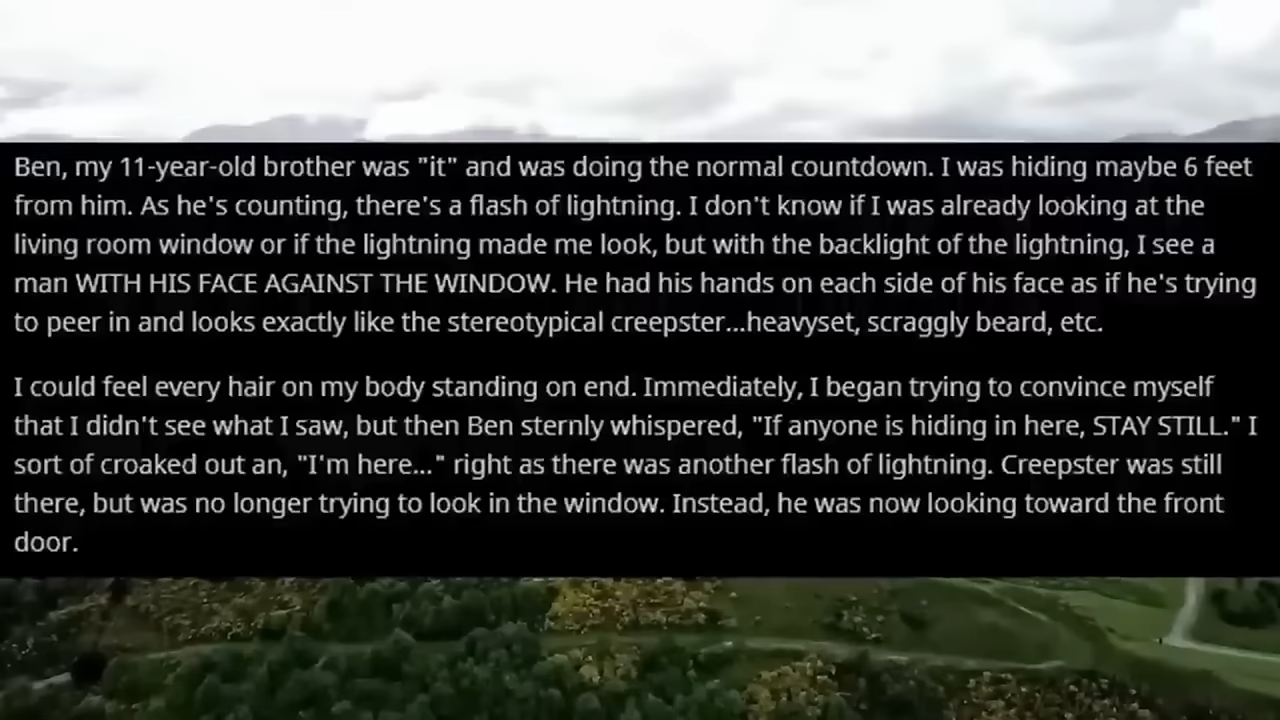 Ben, my 11-year-old brother was "it" and was doing the normal countdown. I was hiding maybe 6 feet
from him. As he's counting, there's a flash of lightning. I don't know if I was already looking at the
living room window or if the lightning made me look, but with the backlight of the lightning, I see a
man WITH HIS FACE AGAINST THE WINDOW. He had his hands on each side of his face as if he's trying
to peer in and looks exactly like the stereotypical creepster...heavyset, scraggly beard, etc.
I could feel every hair on my body standing on end. Immediately, I began trying to convince myself
that I didn't see what I saw, but then Ben sternly whispered, "If anyone is hiding in here, STAY STILL." I
sort of croaked out an, "I'm here..." right as there was another flash of lightning. Creepster was still
there, but was no longer trying to look in the window. Instead, he was now looking toward the front
door.